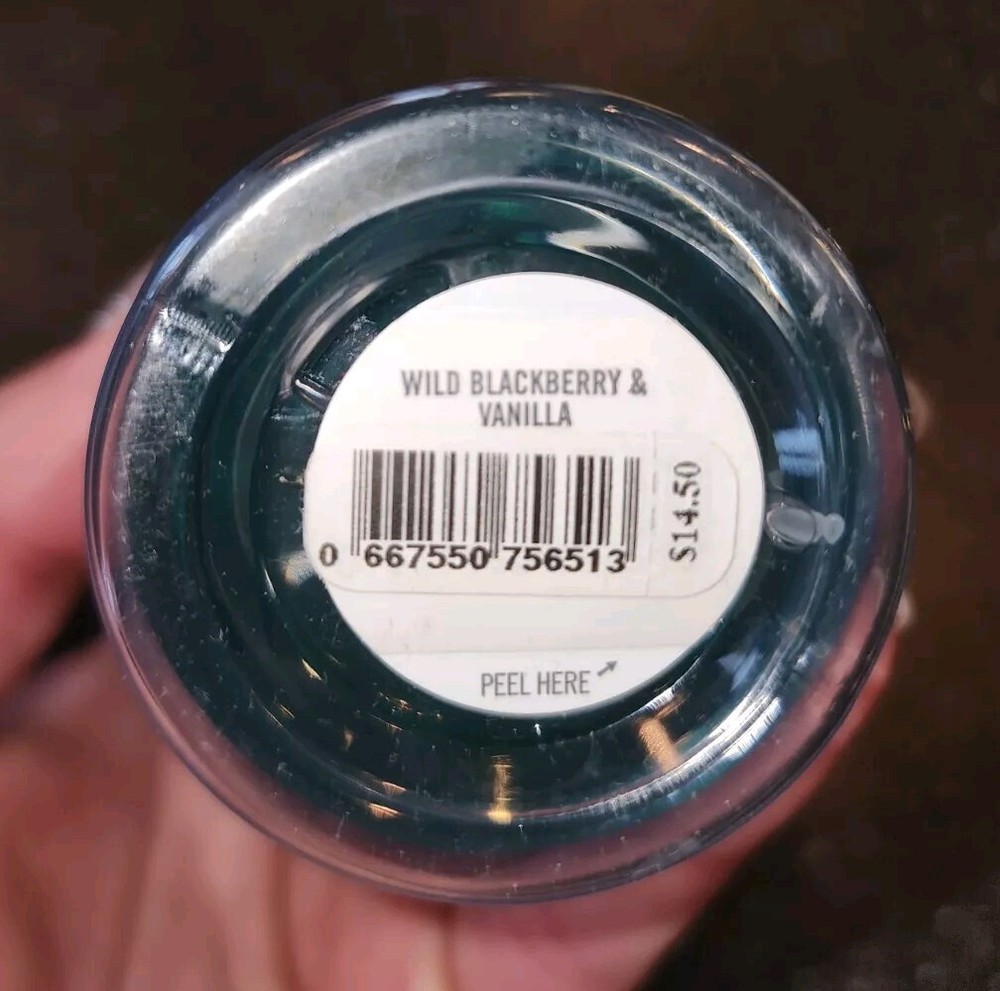 WILD BLACKBERRY &
VANILLA
0 667550 756513
$14.50
PEEL HERE